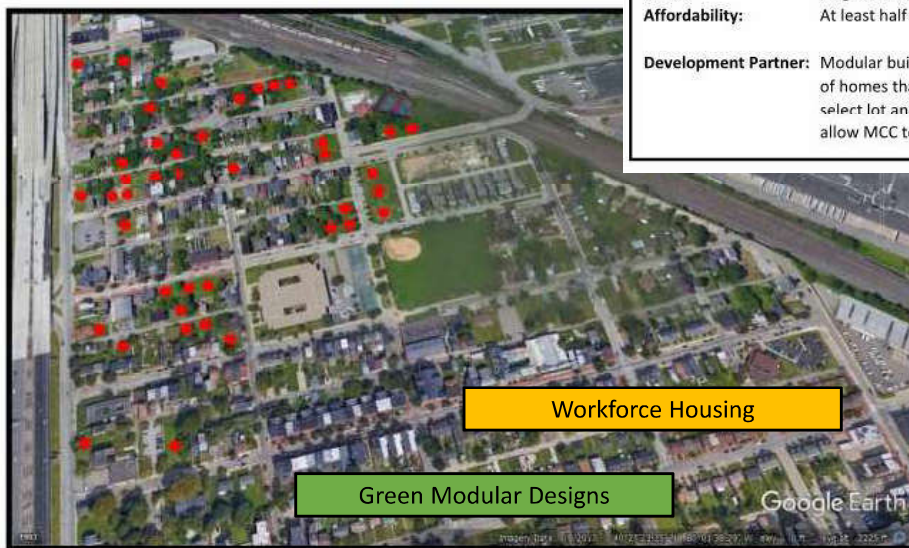 Affordability: At least half
Development Partner: Modular bui
of homes tha
select lot an
allow MCC t
Workforce Housing
Green Modular Designs
Google Earth
1993